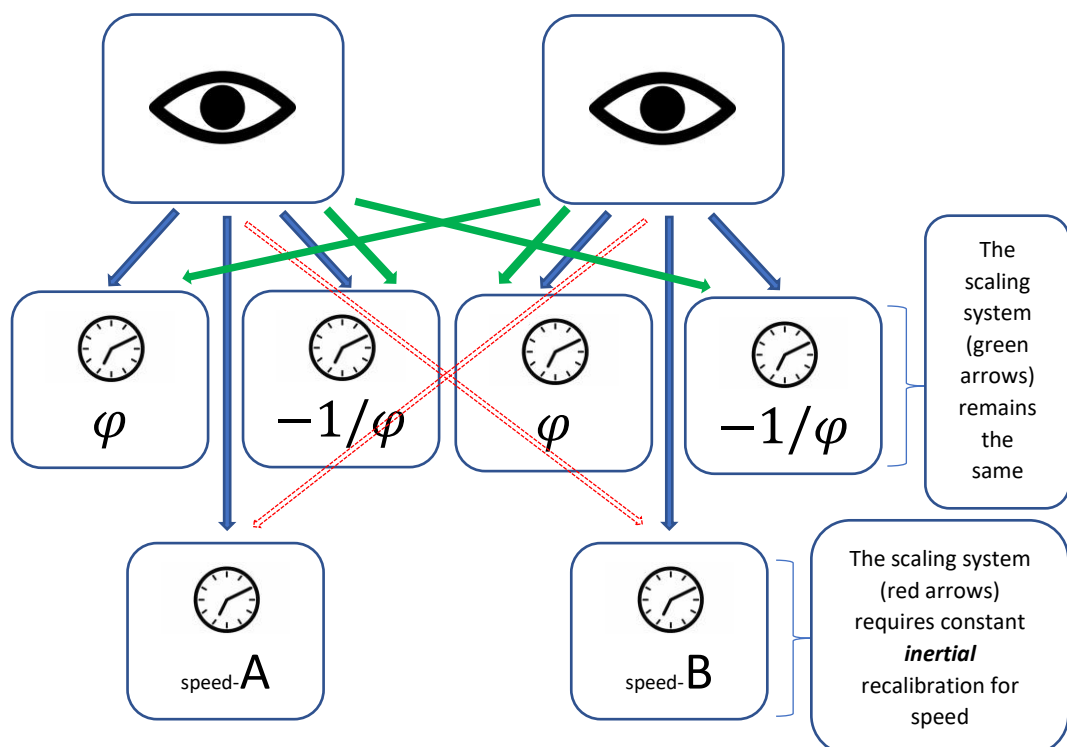 φ
−1/φ
φ
−1/φ
The
scaling
system
(green
arrows)
remains
the
same
speed-A
speed-B
The scaling system
(red arrows)
requires constant
inertial
recalibration for
speed